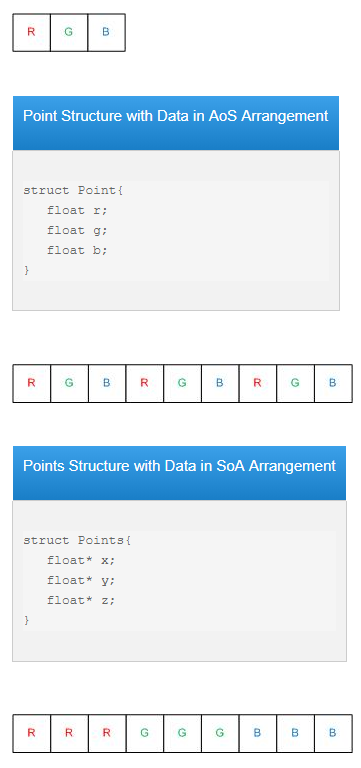 R G B
Point Structure with Data in AoS Arrangement
struct Point{
float r;
float g;
float b;
}
R G B R G B R G B
Points Structure with Data in SoA Arrangement
struct Points{
float* x;
float* y;
float* z;
}
R R R G G G B B B